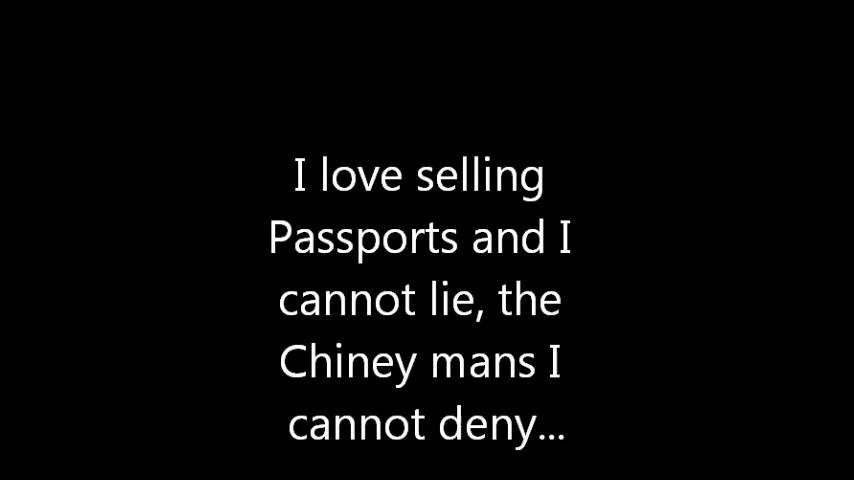 I love selling
Passports and I
cannot lie, the
Chiney mans I
cannot deny...